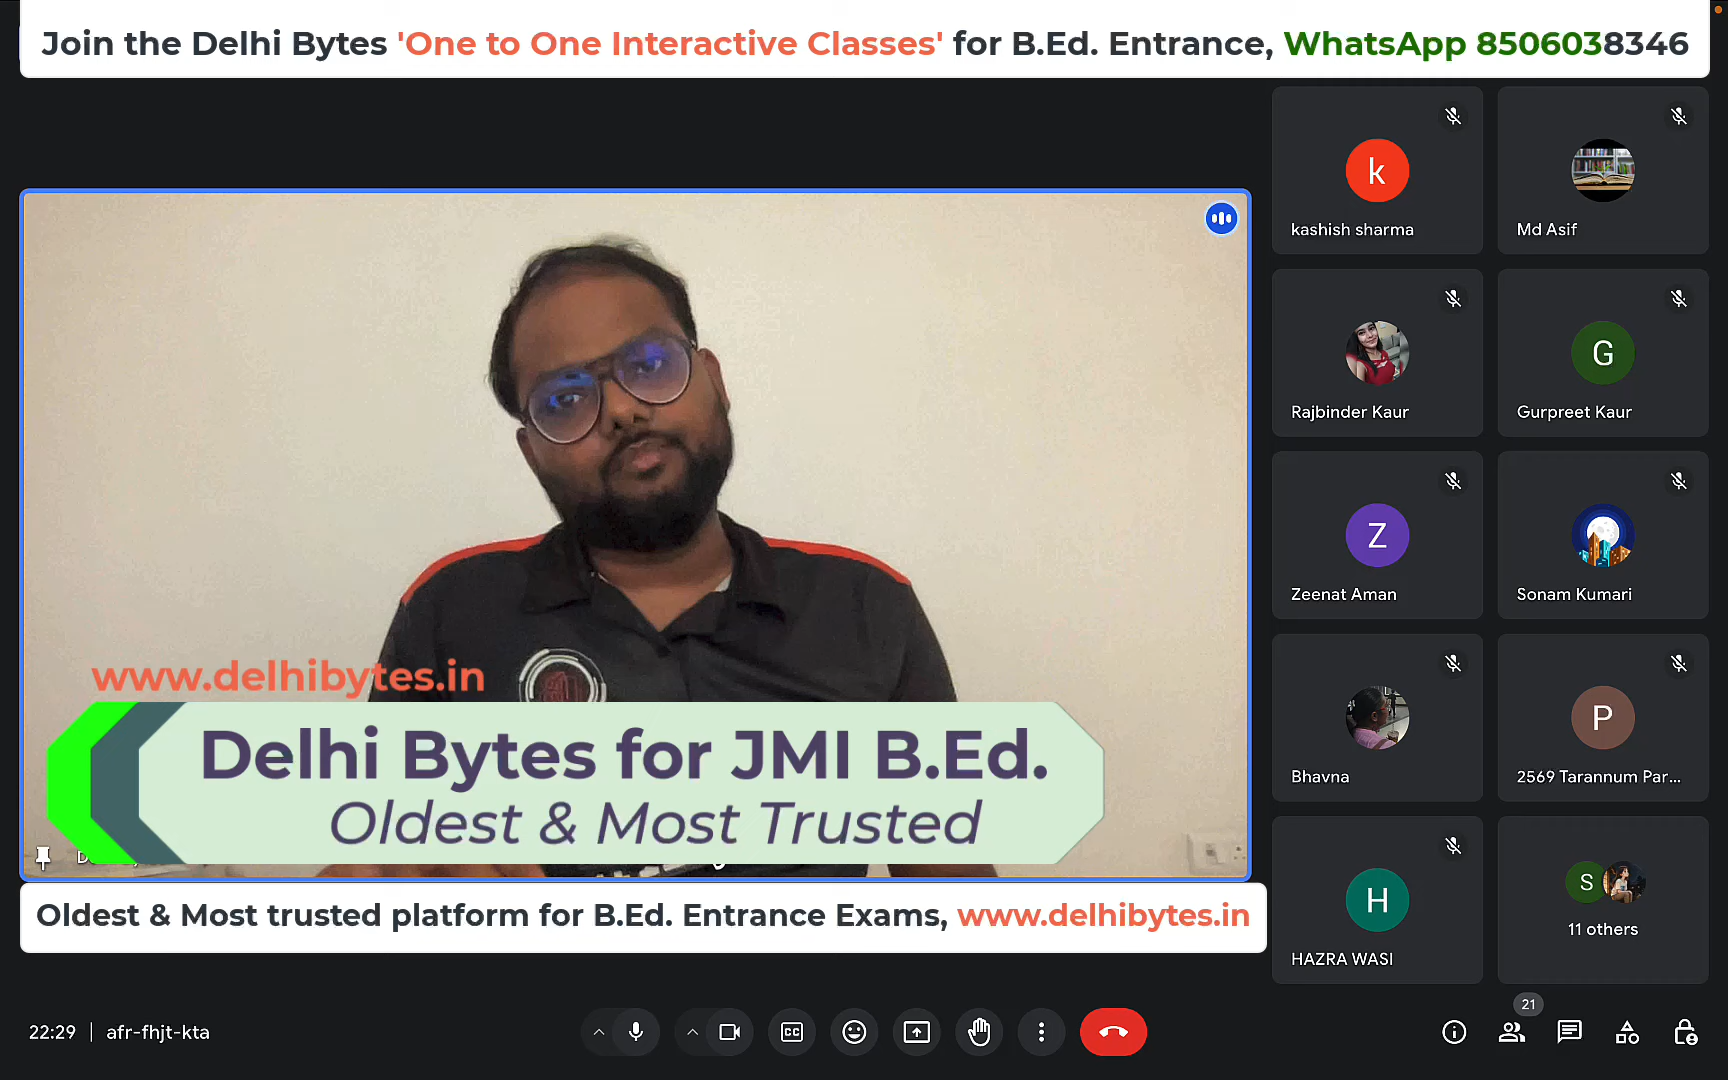 Join the Delhi Bytes 'One to One Interactive Classes' for B.Ed. Entrance, WhatsApp 8506038346
k
kashish sharma
Md Asif
Rajbinder Kaur
G
Gurpreet Kaur
Z
Zeenat Aman
Sonam Kumari
Bhavna
P
2569 Tarannum Par...
H
HAZRA WASI
S
11 others
www.delhibytes.in
Delhi Bytes for JMI B.Ed.
Oldest & Most Trusted
Oldest & Most trusted platform for B.Ed. Entrance Exams, www.delhibytes.in
22:29 | afr-fhjt-kta
CC
21